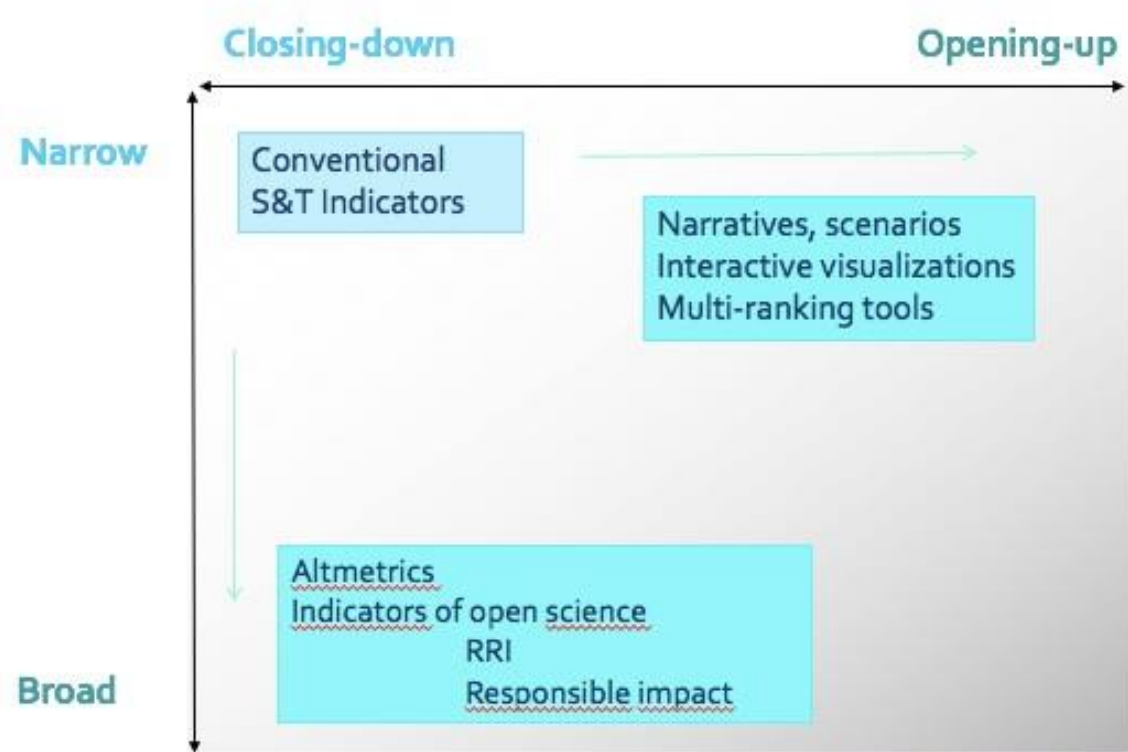 Closing-down
Opening-up
Narrow
Conventional
S&T Indicators
Narratives, scenarios
Interactive visualizations
Multi-ranking tools
Altmetrics
Indicators of open science
RRI
Responsible impact
Broad